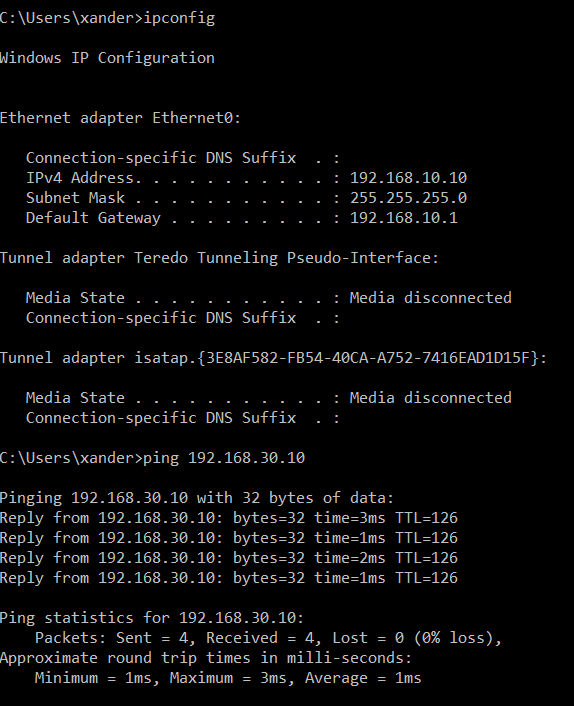 C:\Users\xander>ipconfig
Windows IP Configuration
Ethernet adapter Ethernet0:
   Connection-specific DNS Suffix  . :
   IPv4 Address. . . . . . . . . . . : 192.168.10.10
   Subnet Mask . . . . . . . . . . . : 255.255.255.0
   Default Gateway . . . . . . . . . : 192.168.10.1
Tunnel adapter Teredo Tunneling Pseudo-Interface:
   Media State . . . . . . . . . . . : Media disconnected
   Connection-specific DNS Suffix  . :
Tunnel adapter isatap.{3E8AF582-FB54-40CA-A752-7416EAD1D15F}:
   Media State . . . . . . . . . . . : Media disconnected
   Connection-specific DNS Suffix  . :
C:\Users\xander>ping 192.168.30.10
Pinging 192.168.30.10 with 32 bytes of data:
Reply from 192.168.30.10: bytes=32 time=3ms TTL=126
Reply from 192.168.30.10: bytes=32 time=1ms TTL=126
Reply from 192.168.30.10: bytes=32 time=2ms TTL=126
Reply from 192.168.30.10: bytes=32 time=1ms TTL=126
Ping statistics for 192.168.30.10:
    Packets: Sent = 4, Received = 4, Lost = 0 (0% loss),
Approximate round trip times in milli-seconds:
    Minimum = 1ms, Maximum = 3ms, Average = 1ms